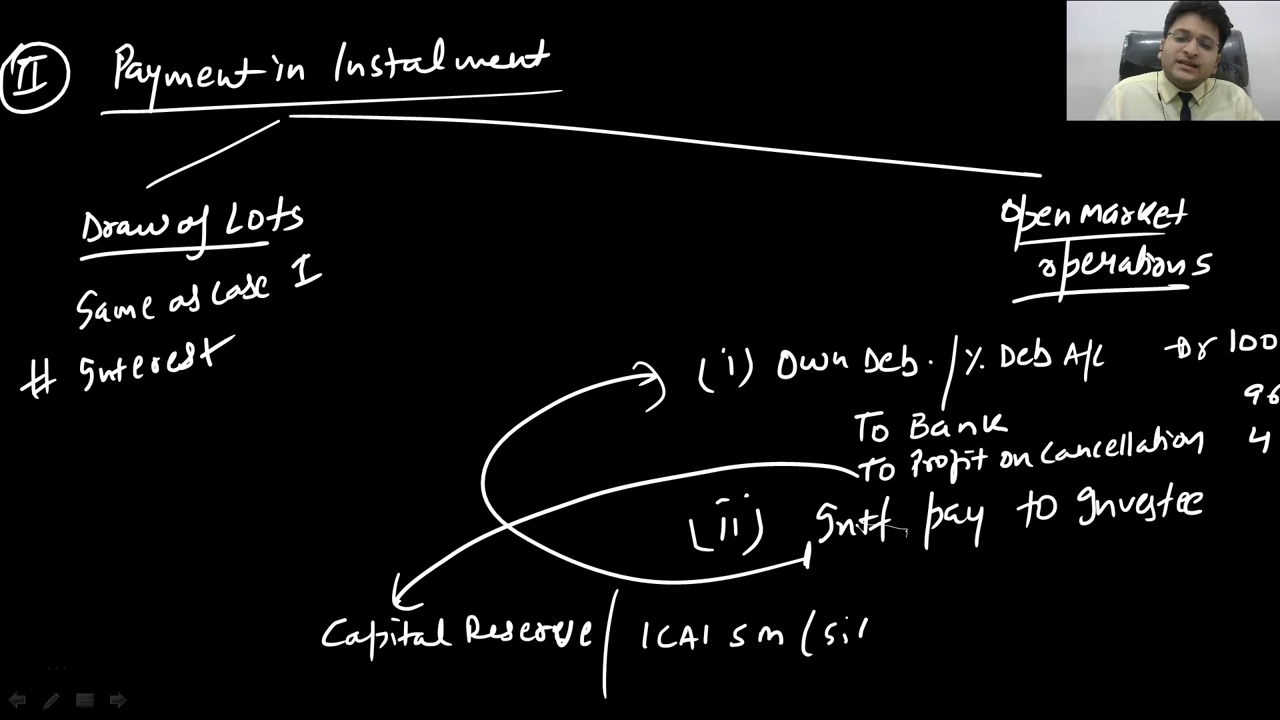 II Payment in Instalment
Draw of Lots
Same as Case I
# Interest
Open Market
operations
(i) Own Deb. / % Deb A/C Dr 100
To Bank 96
To Profit on Cancellation 4
(ii) Intt pay to Investee
Capital Reserve / ICAI SM (sil